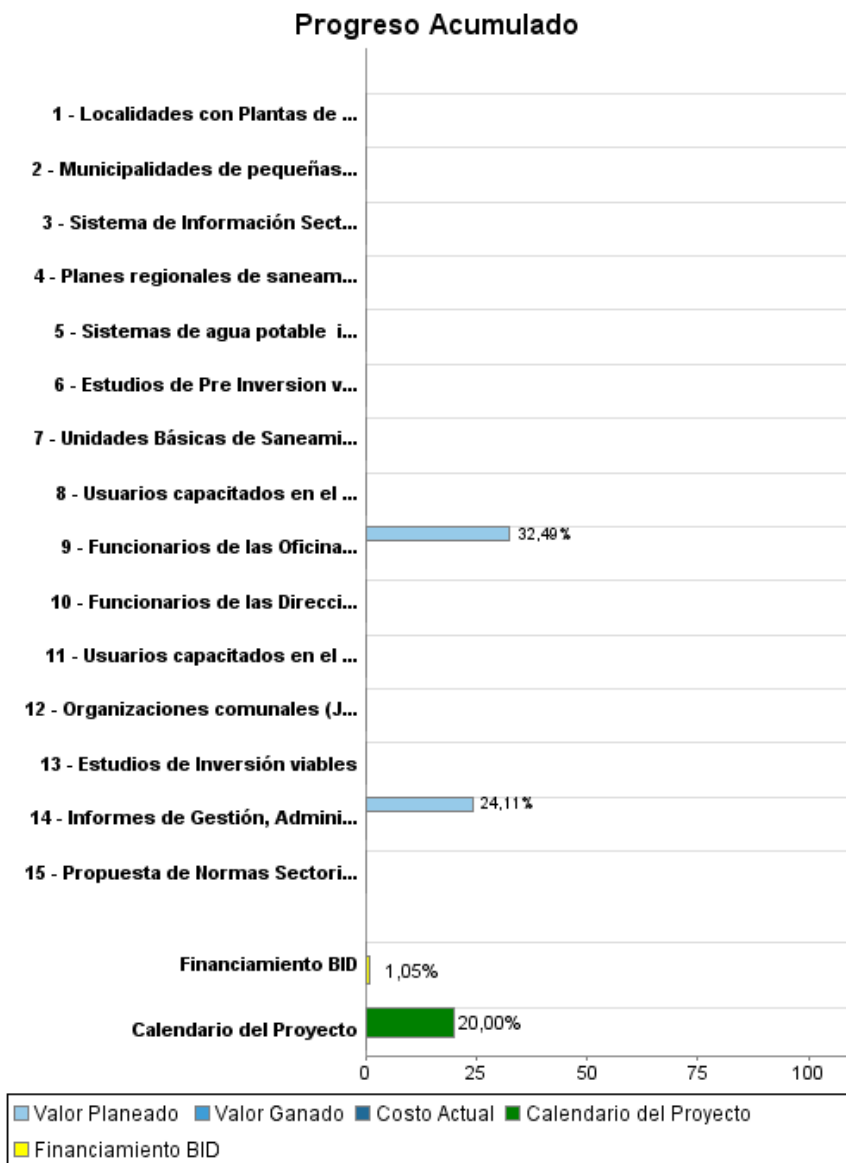 Progreso Acumulado
1 - Localidades con Plantas de ...
2 - Municipalidades de pequeñas...
3 - Sistema de Información Sect...
4 - Planes regionales de saneam...
5 - Sistemas de agua potable  i...
6 - Estudios de Pre Inversion v...
7 - Unidades Básicas de Saneami...
8 - Usuarios capacitados en el ...
32,49%
9 - Funcionarios de las Oficina...
10 - Funcionarios de las Direcci...
11 - Usuarios capacitados en el ...
12 - Organizaciones comunales (J...
13 - Estudios de Inversión viables
24,11%
14 - Informes de Gestión, Admini...
15 - Propuesta de Normas Sectori...
Financiamiento BID 1,05%
Calendario del Proyecto 20,00%
0 25 50 75 100
Valor Planeado Valor Ganado Costo Actual Calendario del Proyecto
Financiamiento BID